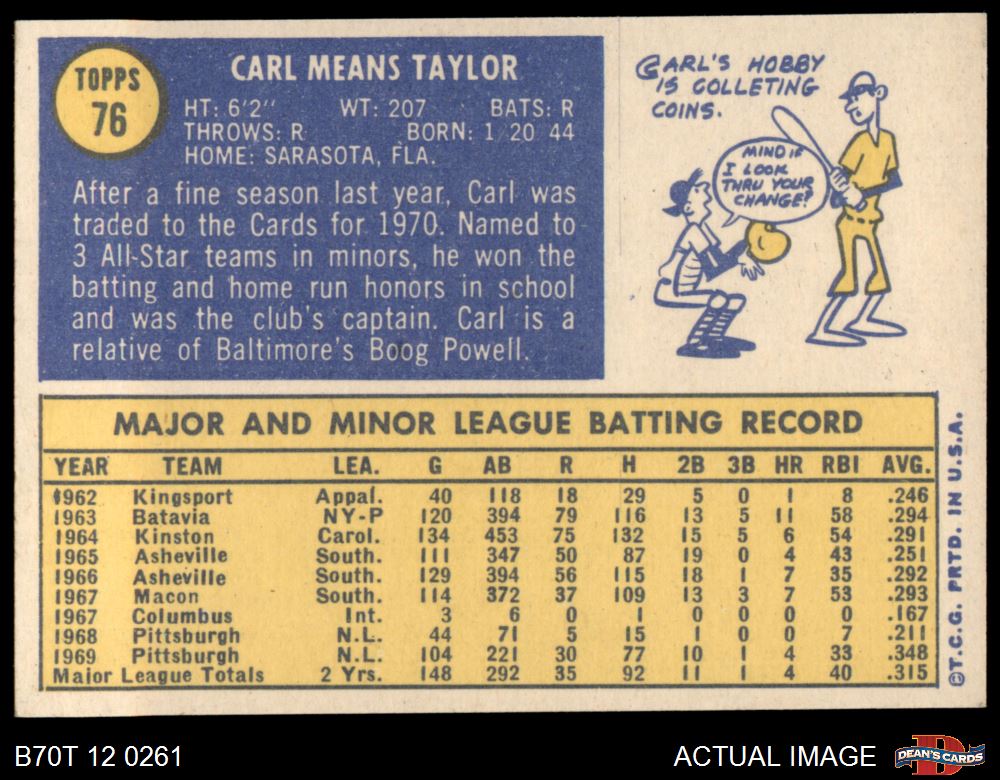 TOPPS
76
CARL MEANS TAYLOR
HT: 6'2" WT: 207 BATS: R
THROWS: R BORN: 1 20 44
HOME: SARASOTA, FLA.
After a fine season last year, Carl was
traded to the Cards for 1970. Named to
3 All-Star teams in minors, he won the
batting and home run honors in school
and was the club's captain. Carl is a
relative of Baltimore's Boog Powell.
CARL'S HOBBY
IS COLLETING
COINS.
MIND IF
I LOOK
THRU YOUR
CHANGE?
MAJOR AND MINOR LEAGUE BATTING RECORD
YEAR TEAM LEA. G AB R H 2B 3B HR RBI AVG.
1962 Kingsport Appal. 40 118 18 29 5 0 1 8 .246
1963 Batavia NY-P 120 394 79 116 13 5 11 58 .294
1964 Kinston Carol. 134 453 75 132 15 5 6 54 .291
1965 Asheville South. 111 347 50 87 19 0 4 43 .251
1966 Asheville South. 129 394 56 115 18 1 7 35 .292
1967 Macon South. 114 372 37 109 13 3 7 53 .293
1967 Columbus Int. 3 6 0 1 0 0 0 0 .167
1968 Pittsburgh N.L. 44 71 5 15 1 0 0 7 .211
1969 Pittsburgh N.L. 104 221 30 77 10 1 4 33 .348
Major League Totals 2 Yrs. 148 292 35 92 11 1 4 40 .315
©T.C.G. PRTD. IN U.S.A.
B70T 12 0261
ACTUAL IMAGE
D
DEAN'S CARDS